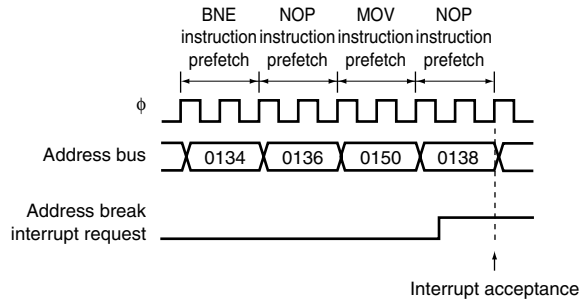 BNE NOP MOV NOP
instruction instruction instruction instruction
prefetch prefetch prefetch prefetch
φ
Address bus 0134 0136 0150 0138
Address break
interrupt request
Interrupt acceptance